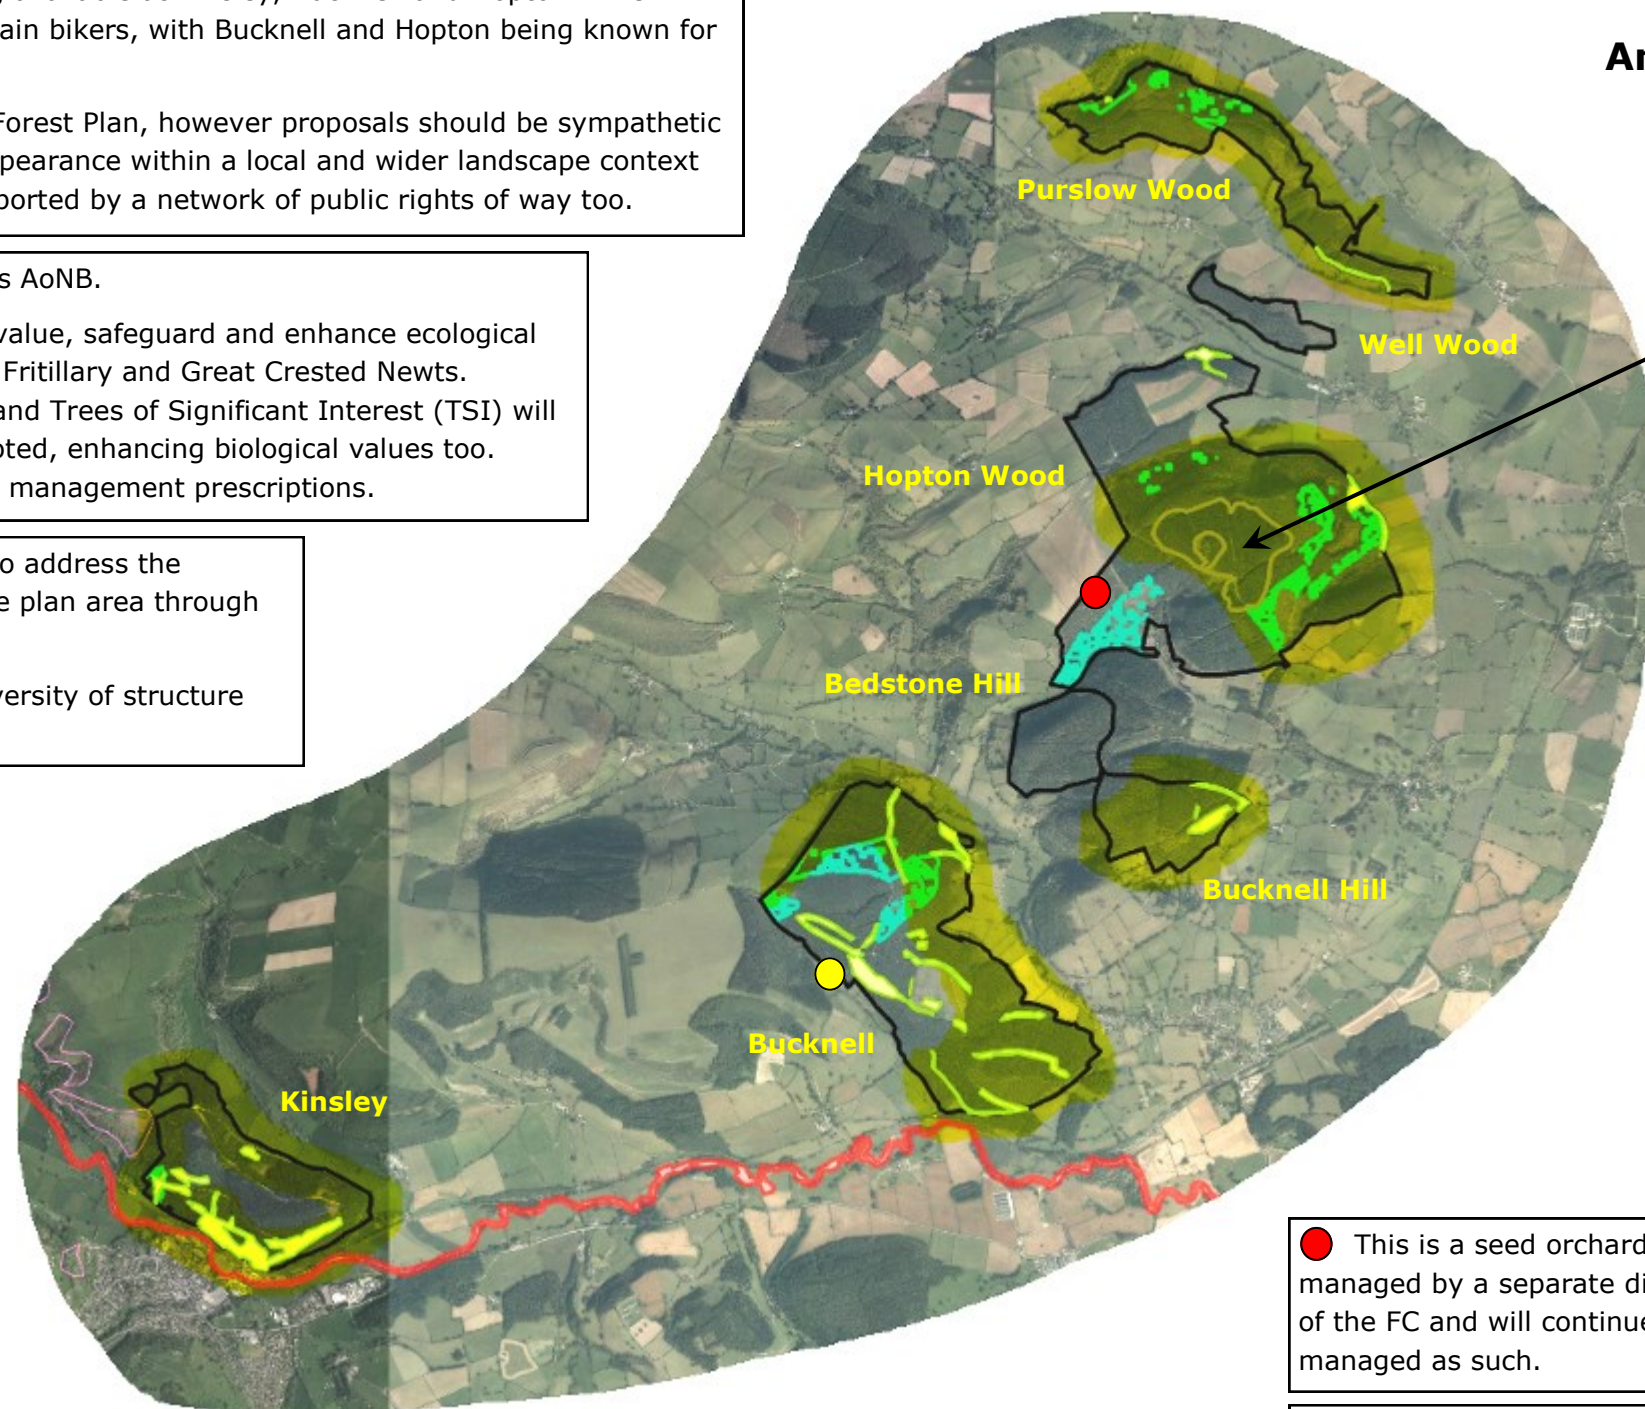 ain bikers, with Bucknell and Hopton being known for
Forest Plan, however proposals should be sympathetic
pearance within a local and wider landscape context
ported by a network of public rights of way too.
s AoNB.
value, safeguard and enhance ecological
Fritillary and Great Crested Newts.
and Trees of Significant Interest (TSI) will
oted, enhancing biological values too.
management prescriptions.
o address the
e plan area through
versity of structure
An
Purslow Wood
Well Wood
Hopton Wood
Bedstone Hill
Bucknell Hill
Bucknell
Kinsley
This is a seed orchard
managed by a separate di
of the FC and will continue
managed as such.